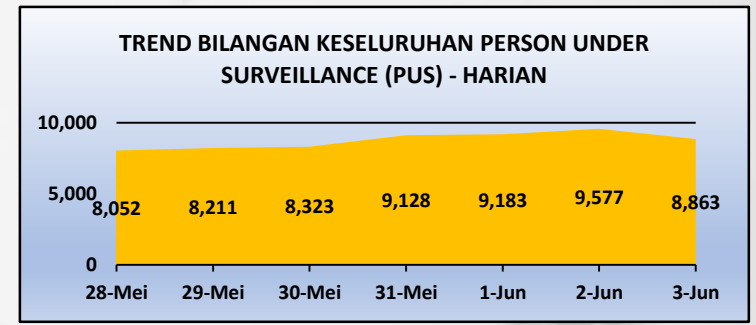 TREND BILANGAN KESELURUHAN PERSON UNDER
SURVEILLANCE (PUS) - HARIAN
10,000
5,000
0
8,052 8,211 8,323 9,128 9,183 9,577 8,863
28-Mei 29-Mei 30-Mei 31-Mei 1-Jun 2-Jun 3-Jun